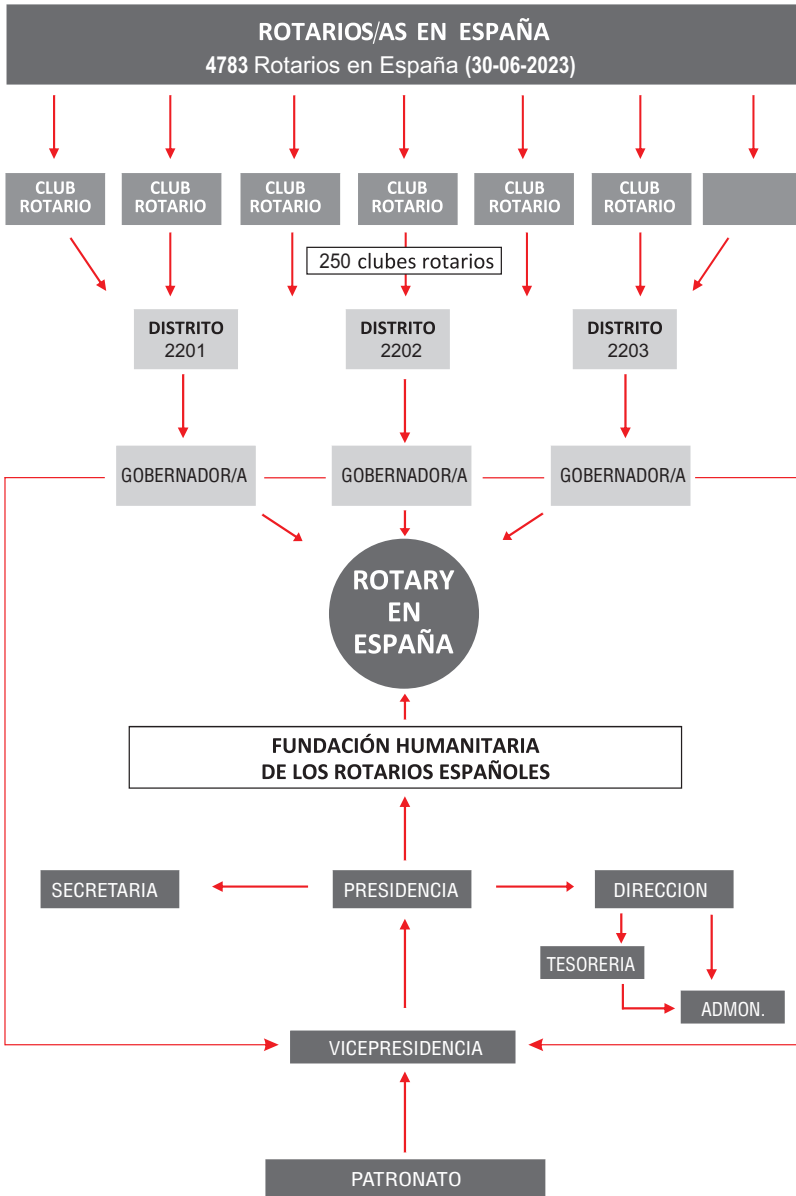 ROTARIOS/AS EN ESPAÑA
4783 Rotarios en España (30-06-2023)
CLUB
ROTARIO
CLUB
ROTARIO
CLUB
ROTARIO
CLUB
ROTARIO
CLUB
ROTARIO
CLUB
ROTARIO
250 clubes rotarios
DISTRITO
2201
DISTRITO
2202
DISTRITO
2203
GOBERNADOR/A
GOBERNADOR/A
GOBERNADOR/A
ROTARY
EN
ESPAÑA
FUNDACIÓN HUMANITARIA
DE LOS ROTARIOS ESPAÑOLES
SECRETARIA
PRESIDENCIA
DIRECCION
TESORERIA
ADMON.
VICEPRESIDENCIA
PATRONATO